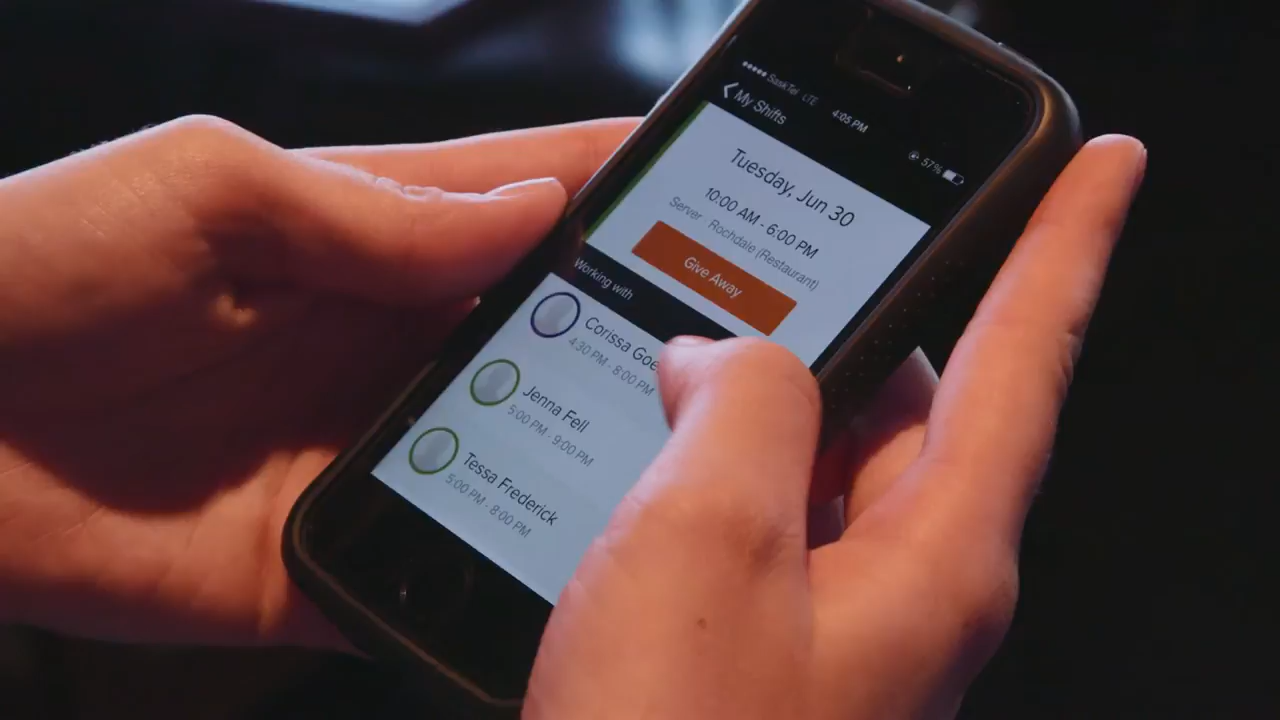 SaskTel LTE 4:05 PM 57%
My Shifts
Tuesday, Jun 30
10:00 AM - 6:00 PM
Server · Rochdale (Restaurant)
Give Away
Working with
Corissa
4:30 PM - 8:00 PM
Jenna Fell
5:00 PM - 9:00 PM
Tessa Frederick
5:00 PM - 8:00 PM